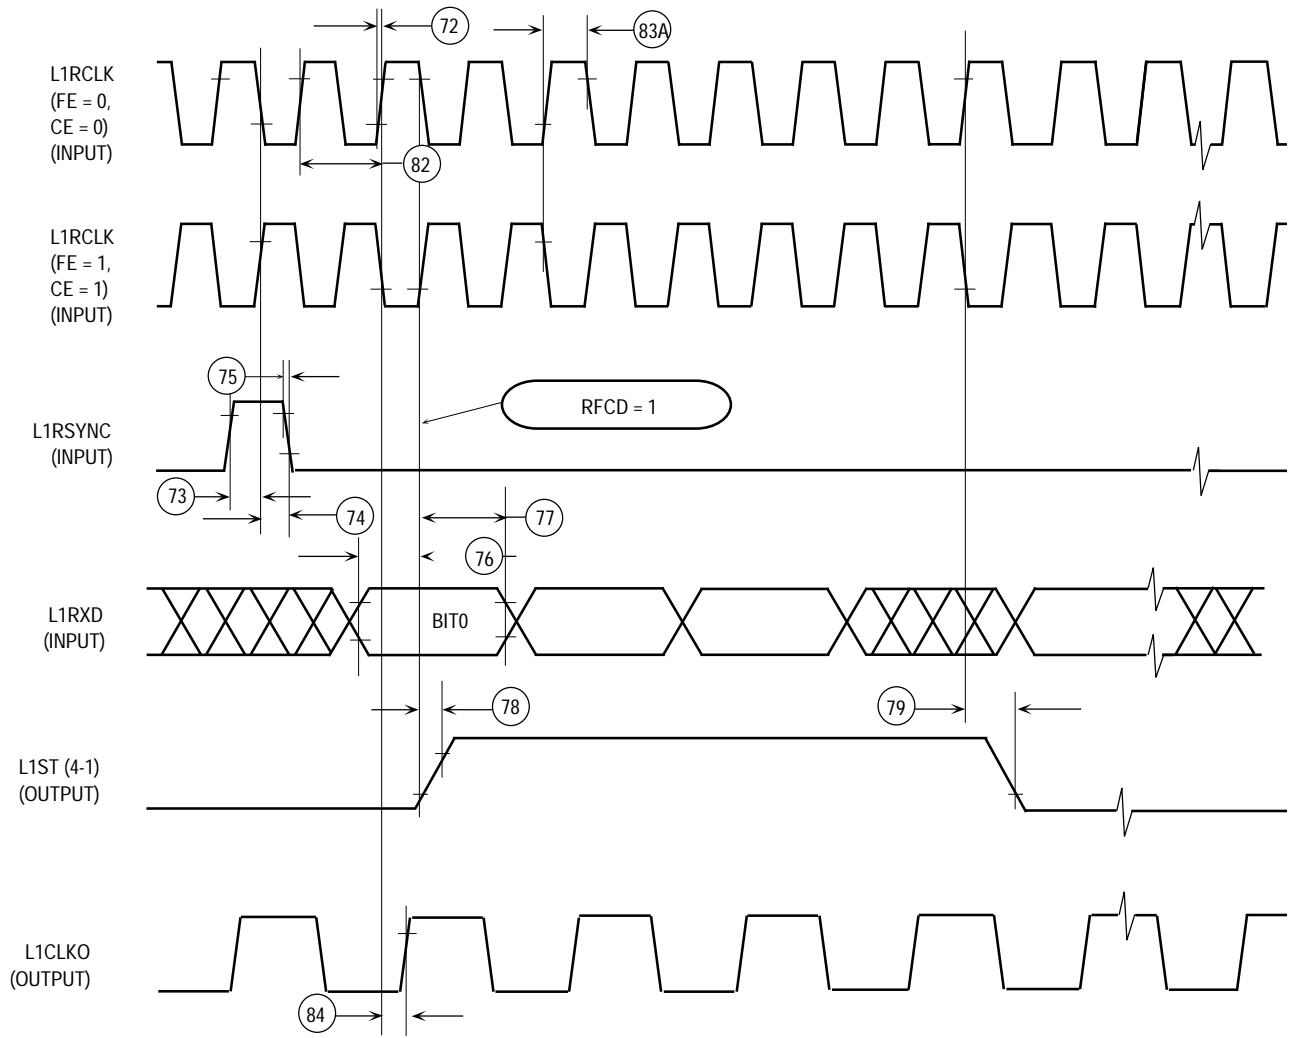 72
83A
L1RCLK
(FE = 0,
CE = 0)
(INPUT)
82
L1RCLK
(FE = 1,
CE = 1)
(INPUT)
75
RFCD = 1
L1RSYNC
(INPUT)
73
74
77
76
L1RXD
(INPUT)
BIT0
78
79
L1ST (4-1)
(OUTPUT)
L1CLKO
(OUTPUT)
84